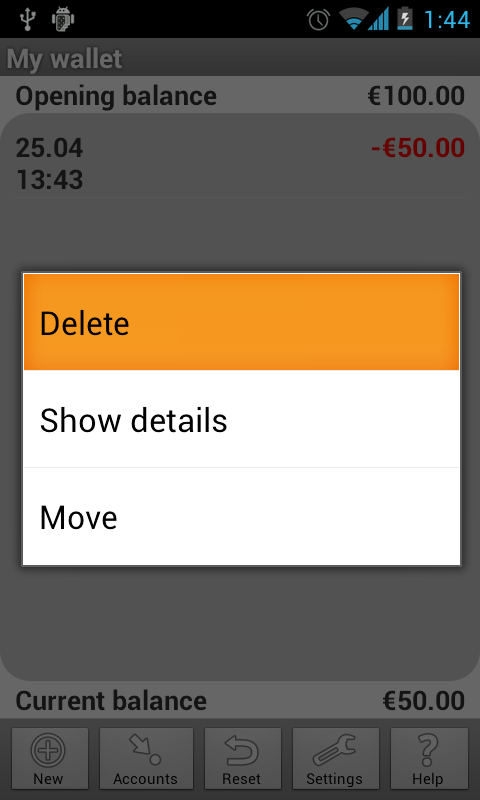 1:44
My wallet
Opening balance €100.00
25.04 -€50.00
13:43
Delete
Show details
Move
Current balance €50.00
New Accounts Reset Settings Help